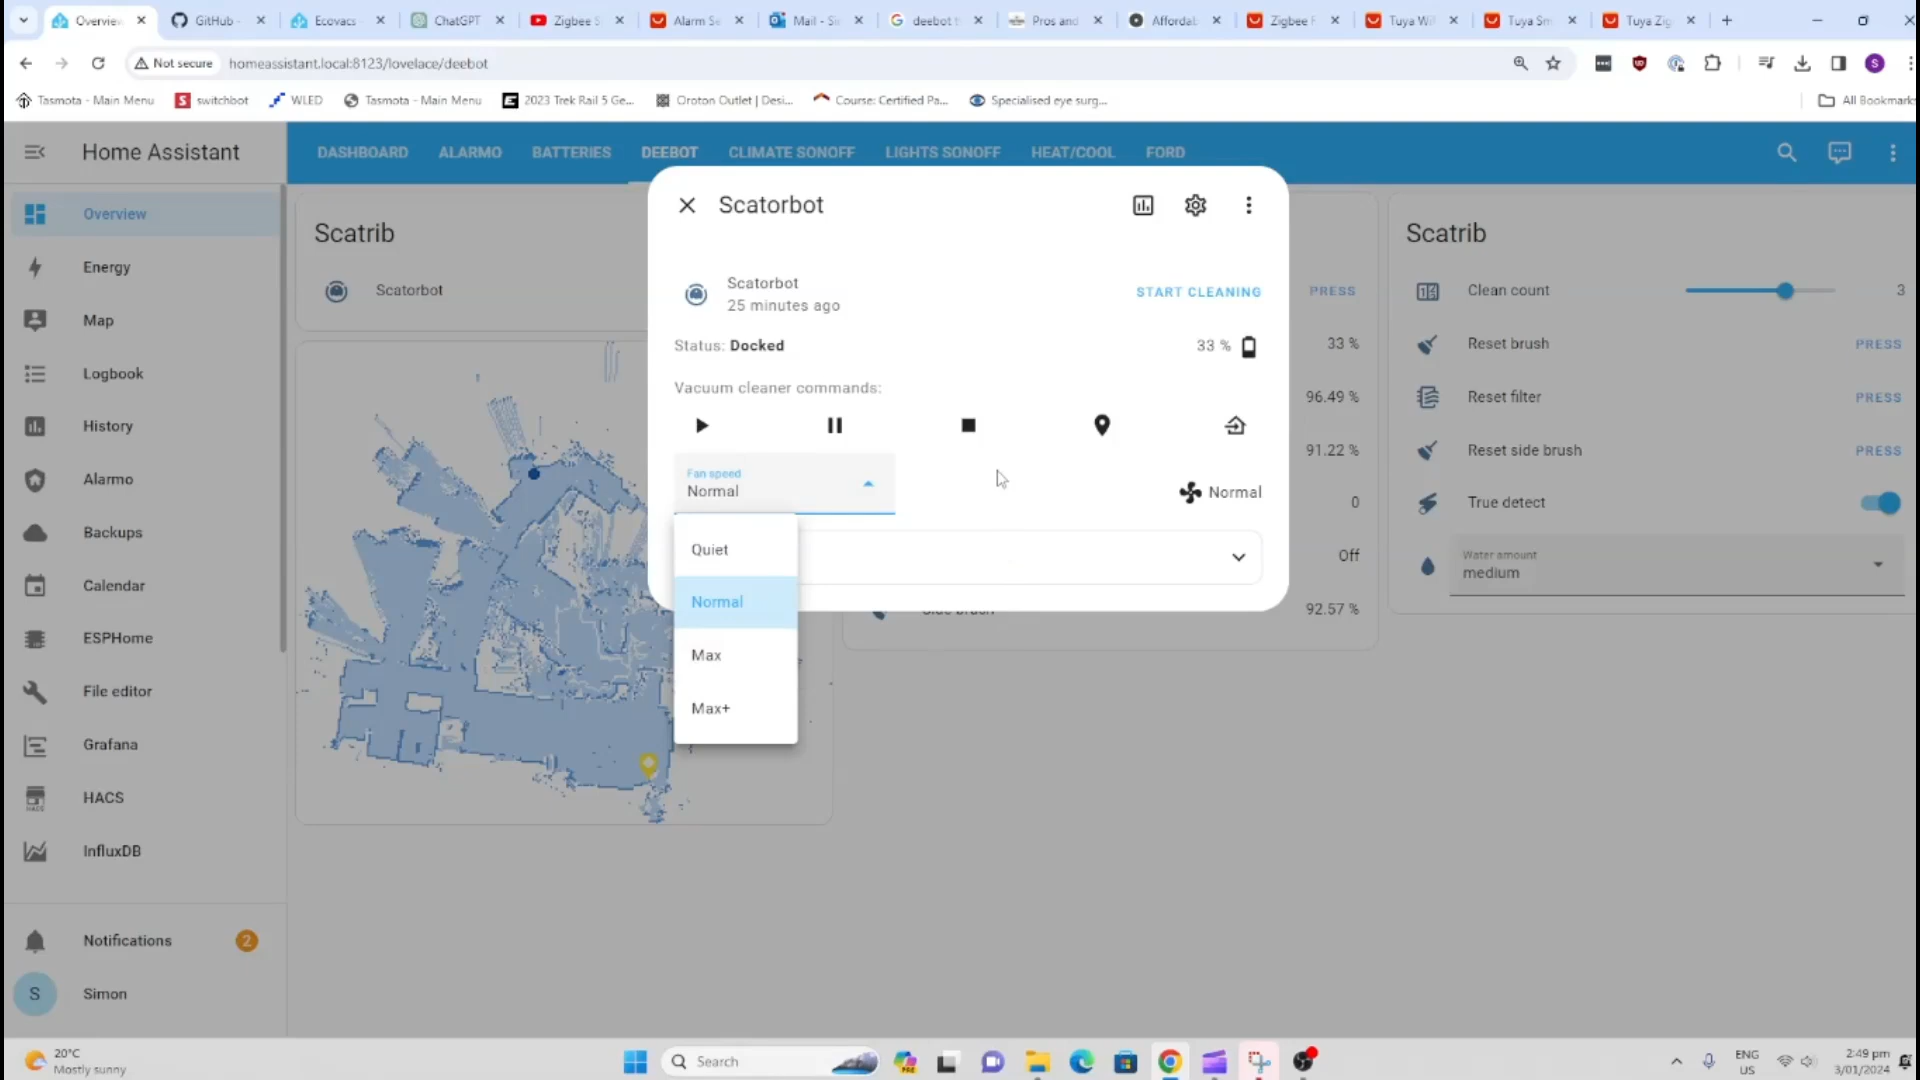 Overview
GitHub -
Ecovacs -
ChatGPT
Zigbee S
Alarm Se
Mail - Si
deebot t
Pros and
Affordab
Zigbee F
Tuya Wi
Tuya Sm
Tuya Zig
Not secure
homeassistant.local:8123/lovelace/deebot
S
Tasmota - Main Menu
switchbot
WLED
Tasmota - Main Menu
2023 Trek Rail 5 Ge...
Oroton Outlet | Desi...
Course: Certified Pa...
Specialised eye surg...
All Bookmarks
Home Assistant
DASHBOARD
ALARMO
BATTERIES
DEEBOT
CLIMATE SONOFF
LIGHTS SONOFF
HEAT/COOL
FORD
Overview
Energy
Map
Logbook
History
Alarmo
Backups
Calendar
ESPHome
File editor
Grafana
HACS
InfluxDB
Notifications
2
S
Simon
Scatrib
Scatorbot
Scatorbot
Scatorbot
25 minutes ago
START CLEANING
Status: Docked
33 %
Vacuum cleaner commands:
Fan speed
Normal
Normal
Quiet
Normal
Max
Max+
PRESS
33 %
96.49 %
91.22 %
0
Off
Side brush
92.57 %
Scatrib
Clean count
3
Reset brush
PRESS
Reset filter
PRESS
Reset side brush
PRESS
True detect
Water amount
medium
20°C
Mostly sunny
Search
PRE
ENG
US
2:49 pm
3/01/2024